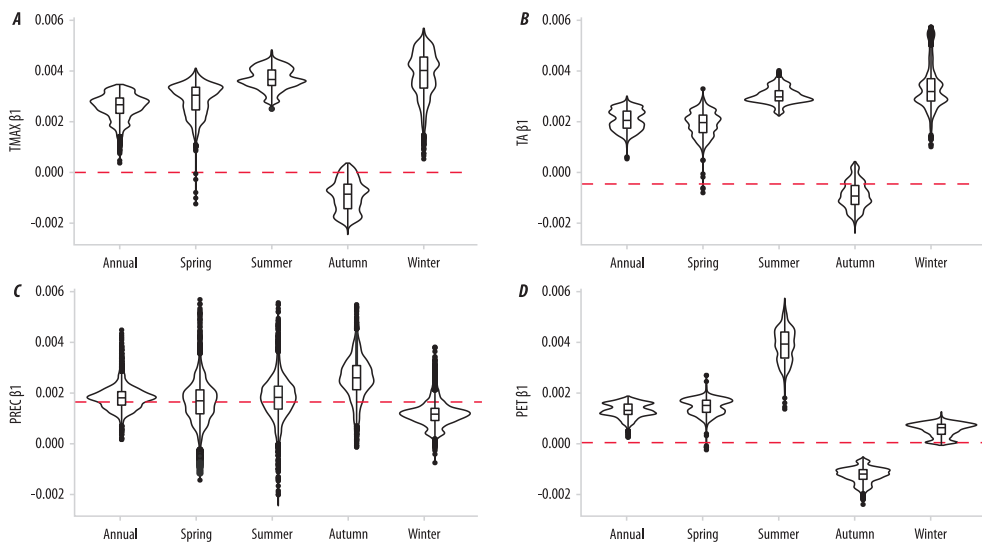 A
0.006
0.004
0.002
0.000
-0.002
TMAX β1
Annual Spring Summer Autumn Winter
B
0.006
0.004
0.002
0.000
-0.002
TA β1
Annual Spring Summer Autumn Winter
C
0.006
0.004
0.002
0.000
-0.002
PREC β1
Annual Spring Summer Autumn Winter
D
0.006
0.004
0.002
0.000
-0.002
PET β1
Annual Spring Summer Autumn Winter